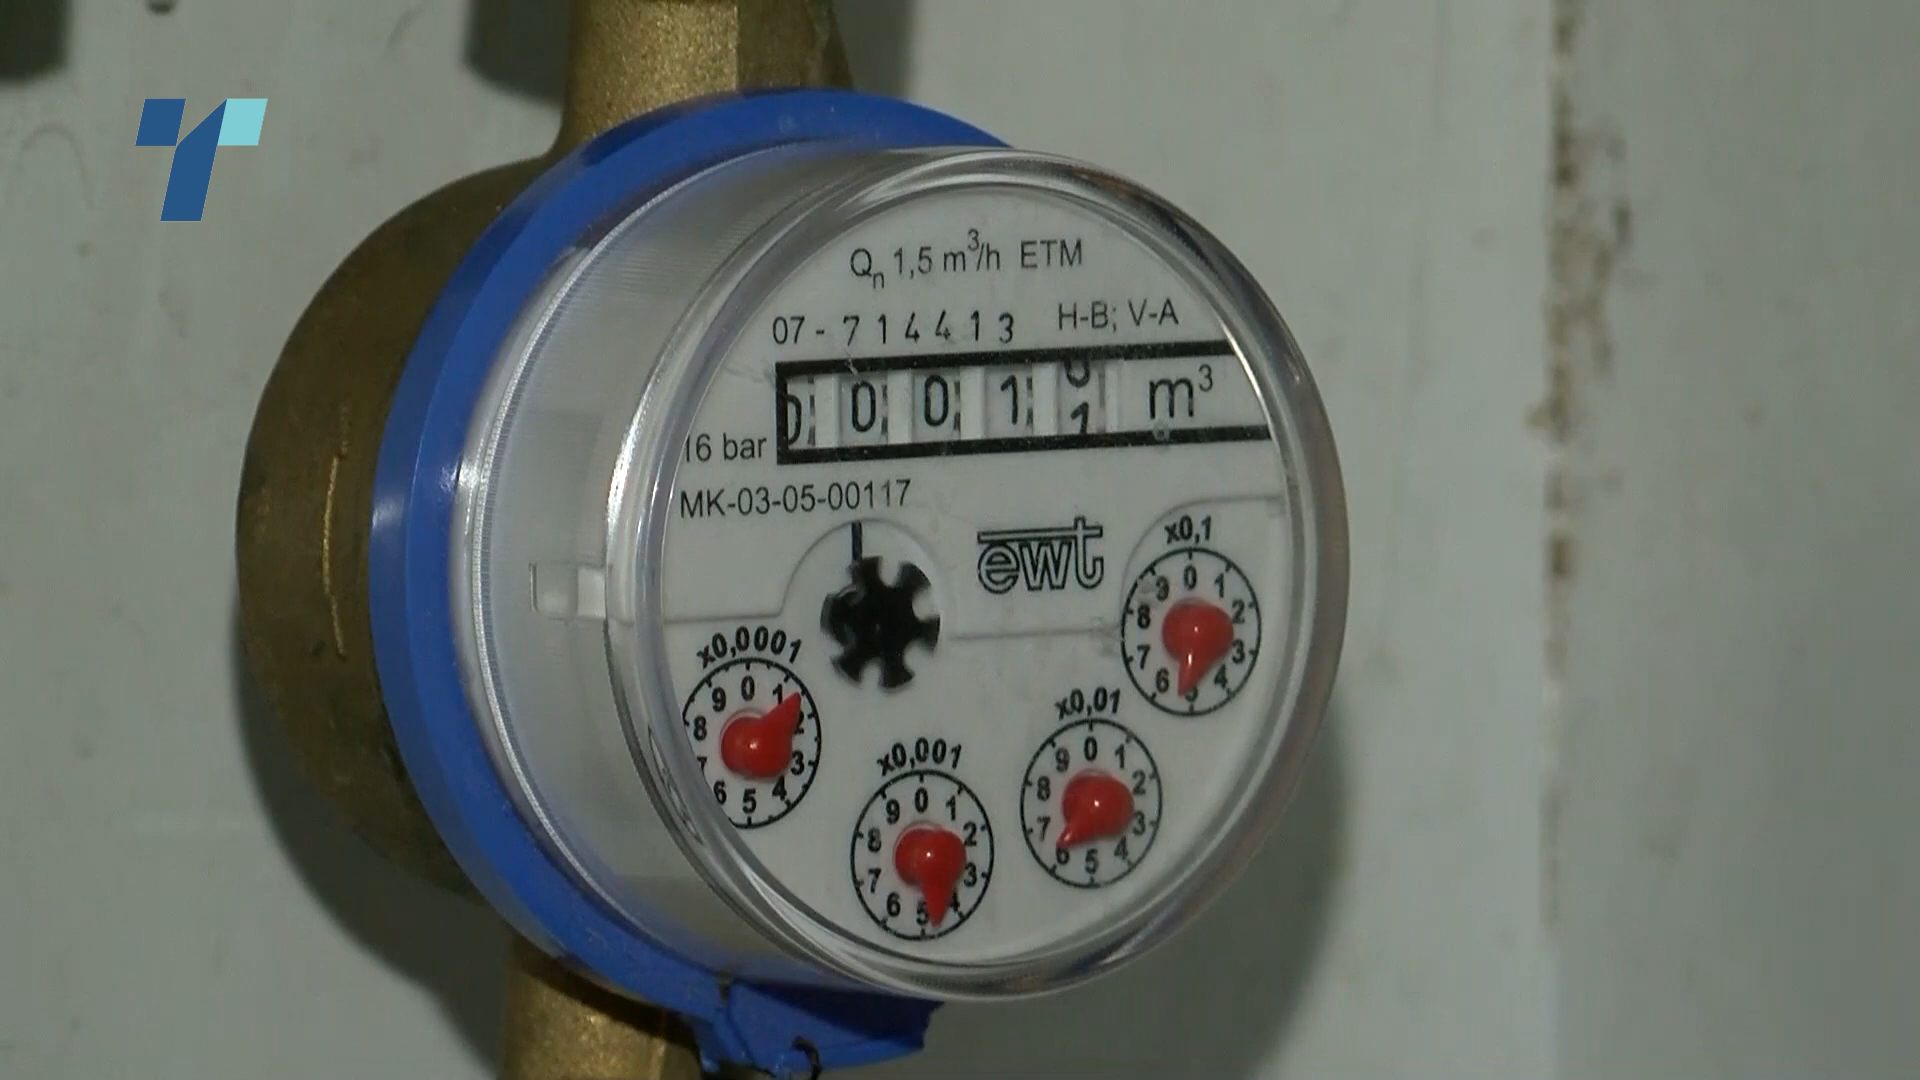 Qn 1,5 m³/h ETM
07-714413 H-B; V-A
0 0 0 1 0 1 m³
16 bar
MK-03-05-00117
ewt
x0,1
0 1 2 3 4 5 6 7 8 9
x0,0001
0 1 2 3 4 5 6 7 8 9
x0,01
0 1 2 3 4 5 6 7 8 9
x0,001
0 1 2 3 4 5 6 7 8 9